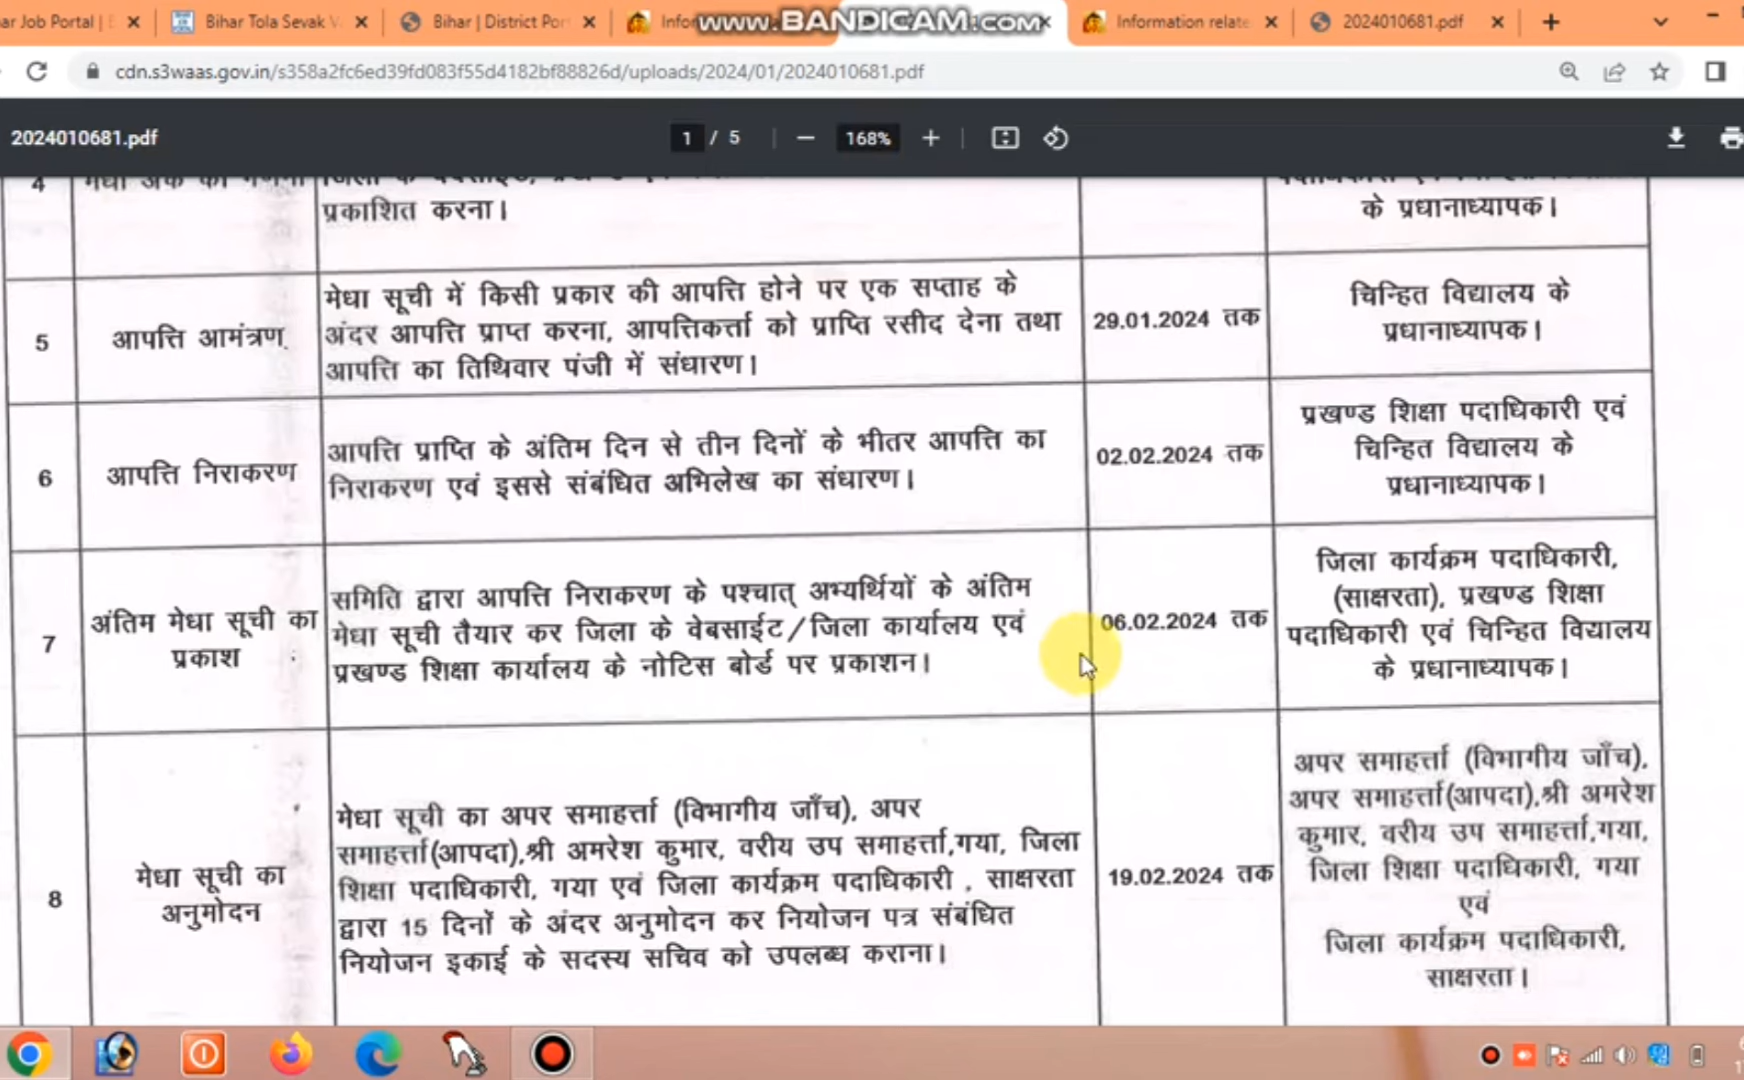 ar Job Portal | E
Bihar Tola Sevak V
Bihar | District Por
Info
www.BANDICAM.com
Information relate
2024010681.pdf
cdn.s3waas.gov.in/s358a2fc6ed39fd083f55d4182bf88826d/uploads/2024/01/2024010681.pdf
2024010681.pdf
1 / 5
168%
4
प्रकाशित करना।
के प्रधानाध्यापक।
5
आपत्ति आमंत्रण
मेधा सूची में किसी प्रकार की आपत्ति होने पर एक सप्ताह के
अंदर आपत्ति प्राप्त करना, आपत्तिकर्त्ता को प्राप्ति रसीद देना तथा
आपत्ति का तिथिवार पंजी में संधारण।
29.01.2024 तक
चिन्हित विद्यालय के
प्रधानाध्यापक।
6
आपत्ति निराकरण
आपत्ति प्राप्ति के अंतिम दिन से तीन दिनों के भीतर आपत्ति का
निराकरण एवं इससे संबंधित अभिलेख का संधारण।
02.02.2024 तक
प्रखण्ड शिक्षा पदाधिकारी एवं
चिन्हित विद्यालय के
प्रधानाध्यापक।
7
अंतिम मेधा सूची का
प्रकाश
समिति द्वारा आपत्ति निराकरण के पश्चात् अभ्यर्थियों के अंतिम
मेधा सूची तैयार कर जिला के वेबसाईट/जिला कार्यालय एवं
प्रखण्ड शिक्षा कार्यालय के नोटिस बोर्ड पर प्रकाशन।
06.02.2024 तक
जिला कार्यक्रम पदाधिकारी,
(साक्षरता), प्रखण्ड शिक्षा
पदाधिकारी एवं चिन्हित विद्यालय
के प्रधानाध्यापक।
8
मेधा सूची का
अनुमोदन
मेधा सूची का अपर समाहर्त्ता (विभागीय जाँच), अपर
समाहर्त्ता(आपदा),श्री अमरेश कुमार, वरीय उप समाहर्त्ता,गया, जिला
शिक्षा पदाधिकारी, गया एवं जिला कार्यक्रम पदाधिकारी , साक्षरता
द्वारा 15 दिनों के अंदर अनुमोदन कर नियोजन पत्र संबंधित
नियोजन इकाई के सदस्य सचिव को उपलब्ध कराना।
19.02.2024 तक
अपर समाहर्त्ता (विभागीय जाँच),
अपर समाहर्त्ता(आपदा),श्री अमरेश
कुमार, वरीय उप समाहर्त्ता,गया,
जिला शिक्षा पदाधिकारी, गया
एवं
जिला कार्यक्रम पदाधिकारी,
साक्षरता।